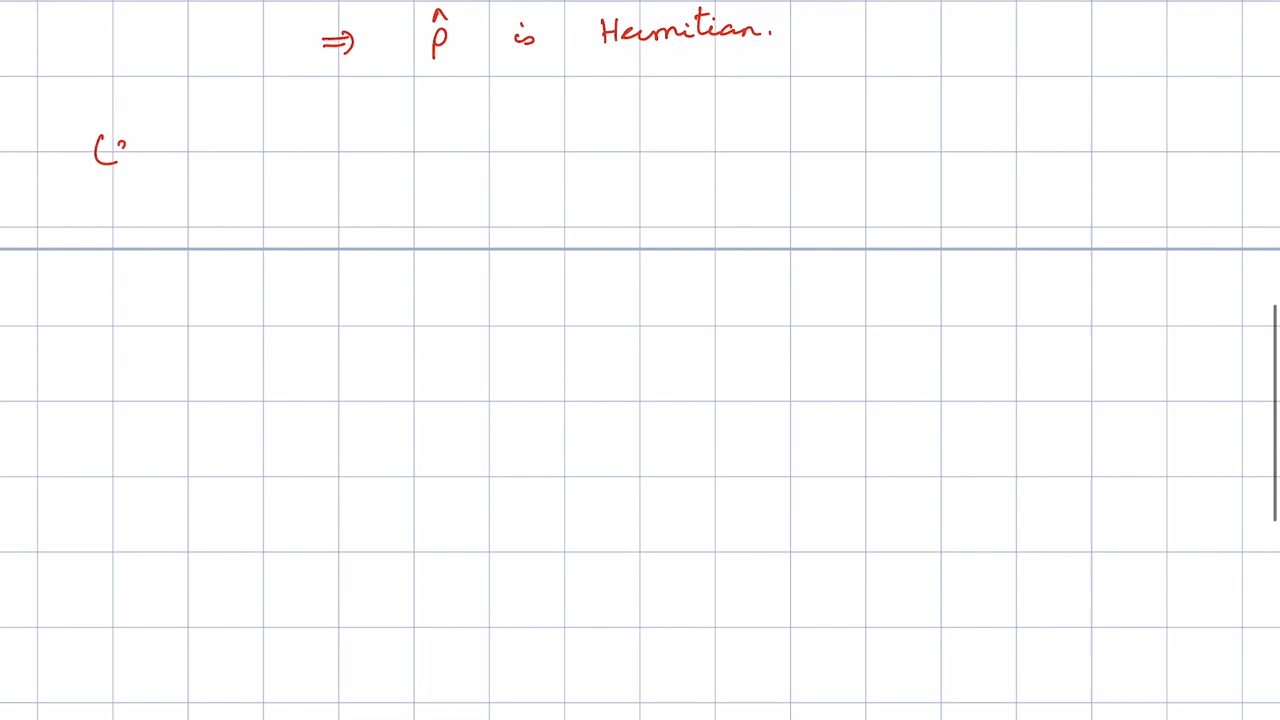 ⇒ ρ̂ is Hermitian.
(